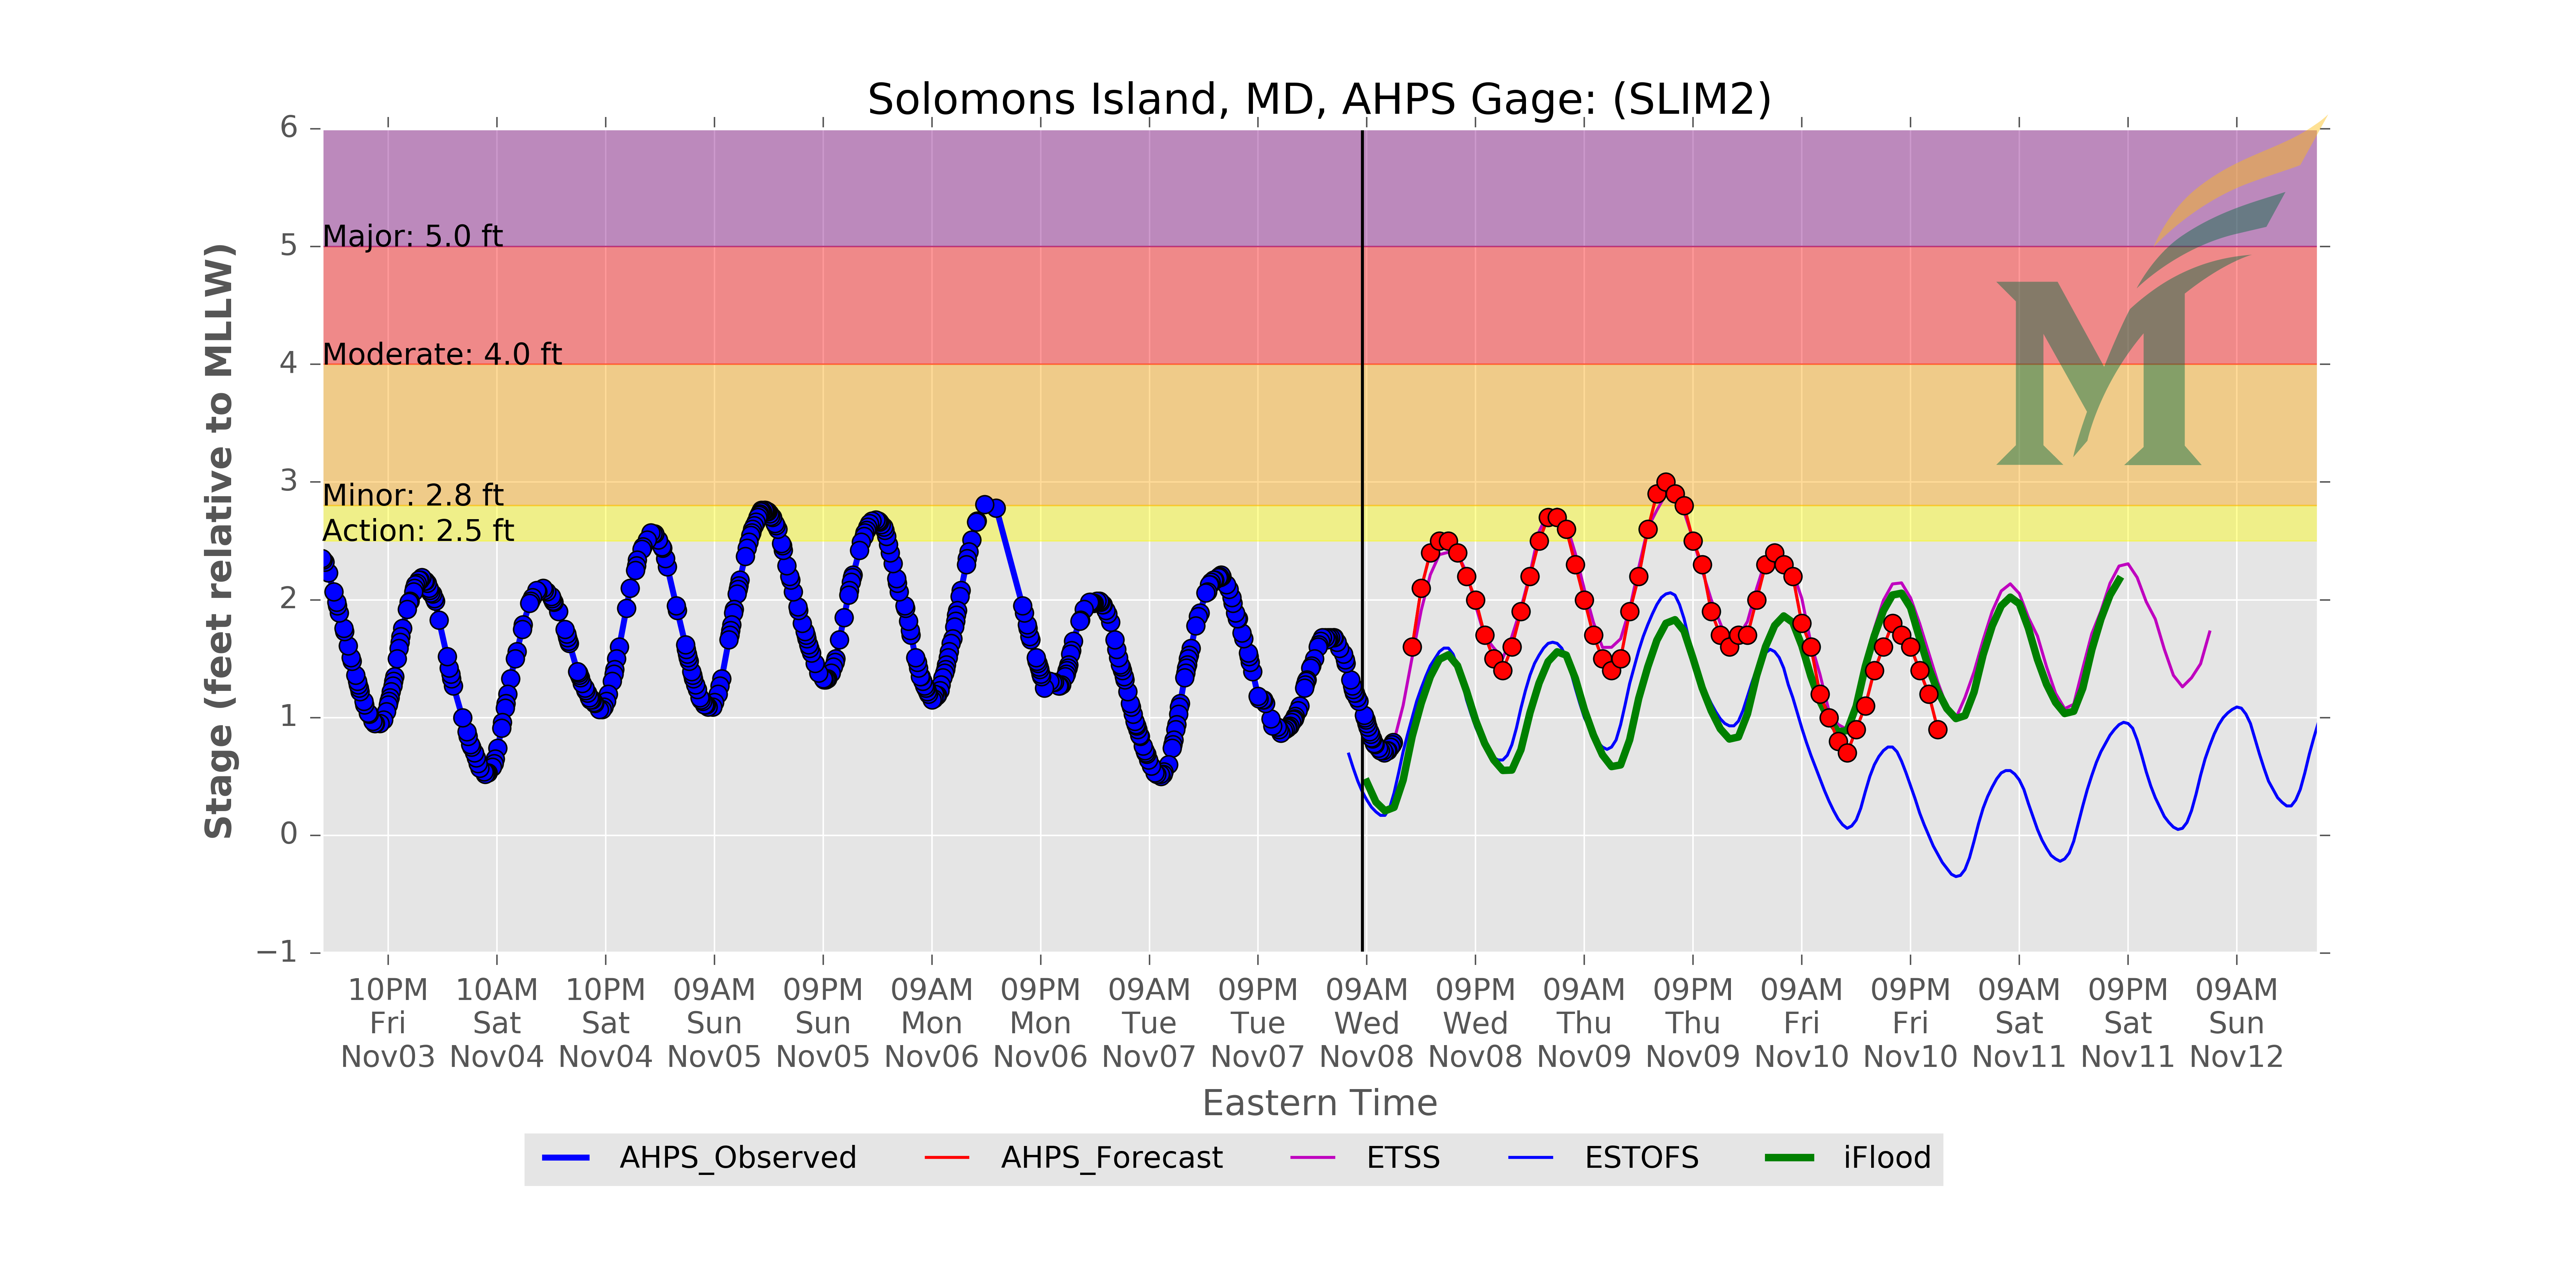 Solomons Island, MD, AHPS Gage: (SLIM2)
Stage (feet relative to MLLW)
6
5
4
3
2
1
0
−1
Major: 5.0 ft
Moderate: 4.0 ft
Minor: 2.8 ft
Action: 2.5 ft
M
10PM 10AM 10PM 09AM 09PM 09AM 09PM 09AM 09PM 09AM 09PM 09AM 09PM 09AM 09PM 09AM 09PM 09AM
Fri Sat Sat Sun Sun Mon Mon Tue Tue Wed Wed Thu Thu Fri Fri Sat Sat Sun
Nov03 Nov04 Nov04 Nov05 Nov05 Nov06 Nov06 Nov07 Nov07 Nov08 Nov08 Nov09 Nov09 Nov10 Nov10 Nov11 Nov11 Nov12
Eastern Time
AHPS_Observed AHPS_Forecast ETSS ESTOFS iFlood